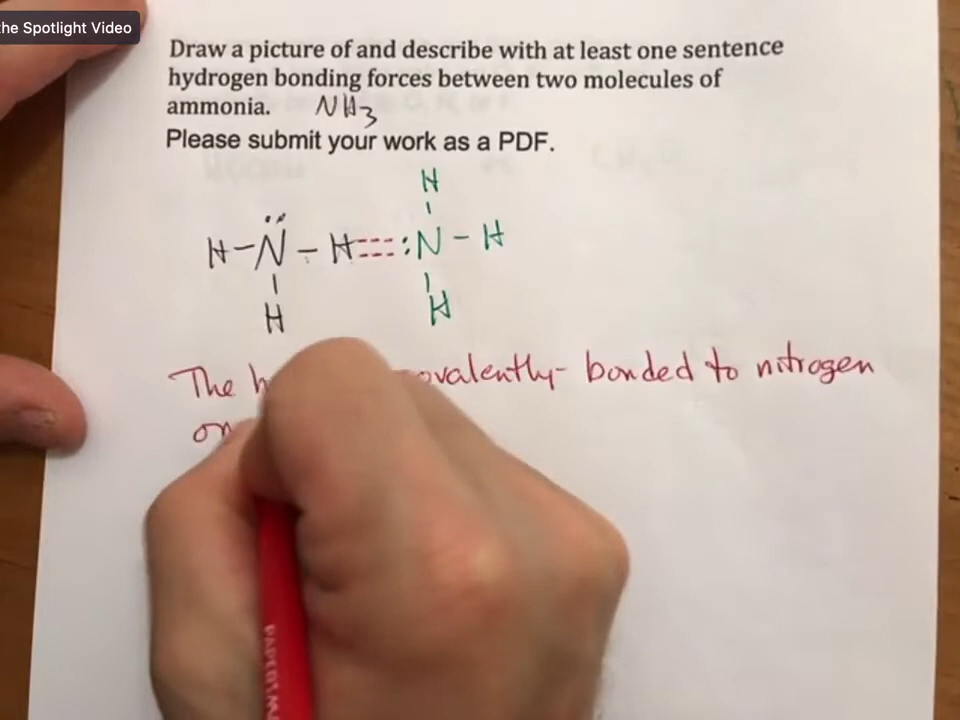 the Spotlight Video
Draw a picture of and describe with at least one sentence
hydrogen bonding forces between two molecules of
ammonia. NH3
Please submit your work as a PDF.
H
H–N–H :N–H
H H
The covalently- bonded to nitrogen
on